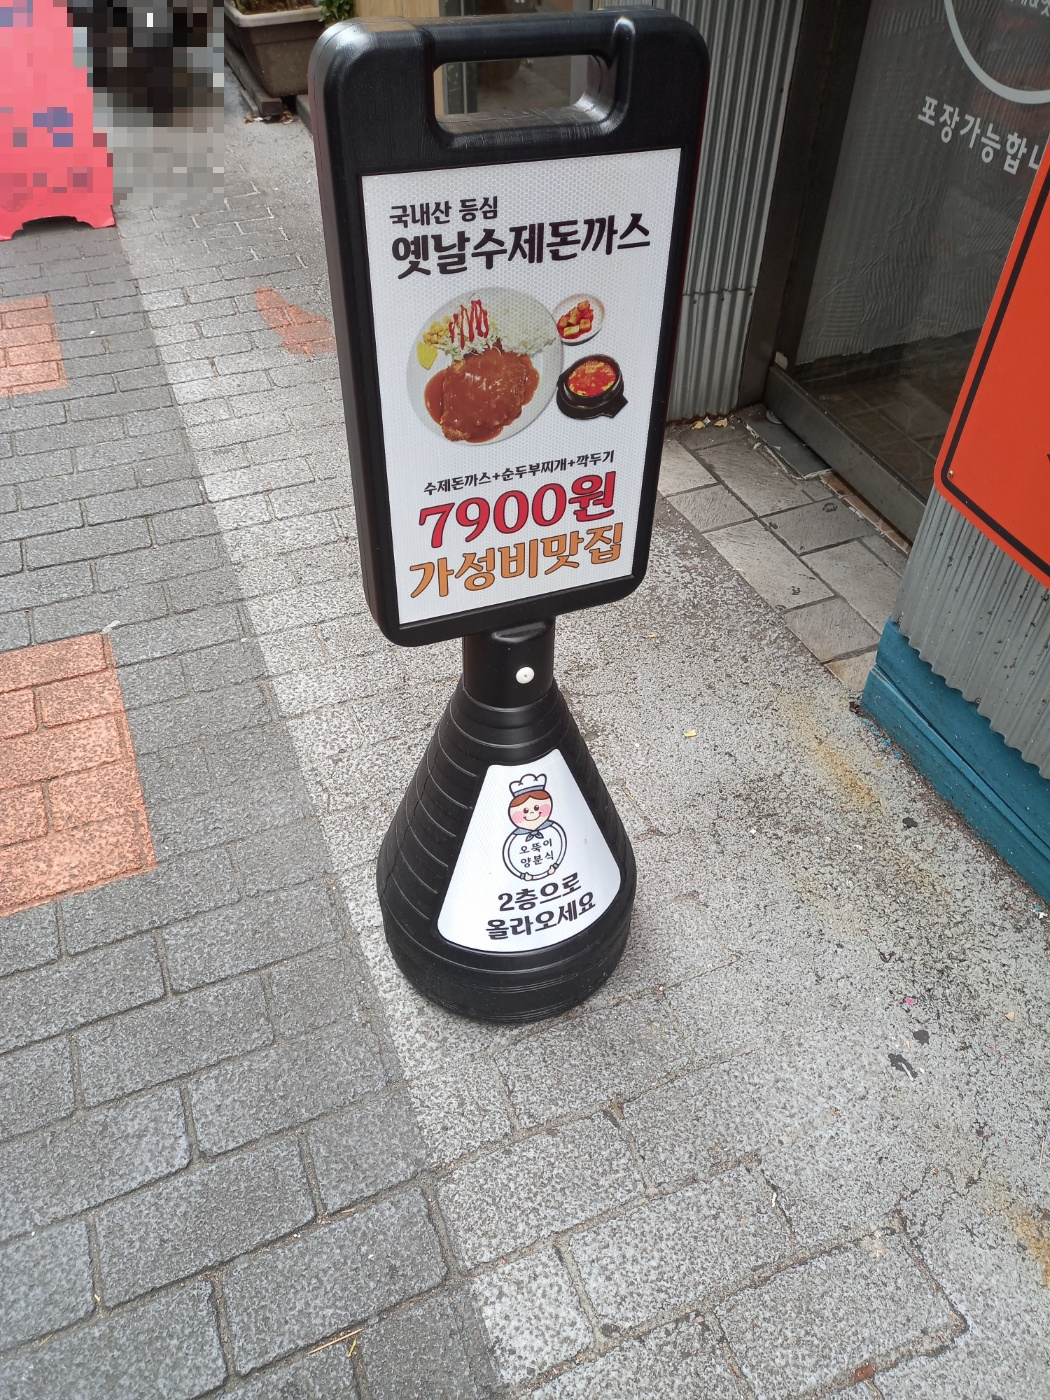 국내산 등심
옛날수제돈까스
수제돈까스+순두부찌개+깍두기
7900원
가성비맛집
오뚝이
양분식
2층으로
올라오세요
포장가능합니